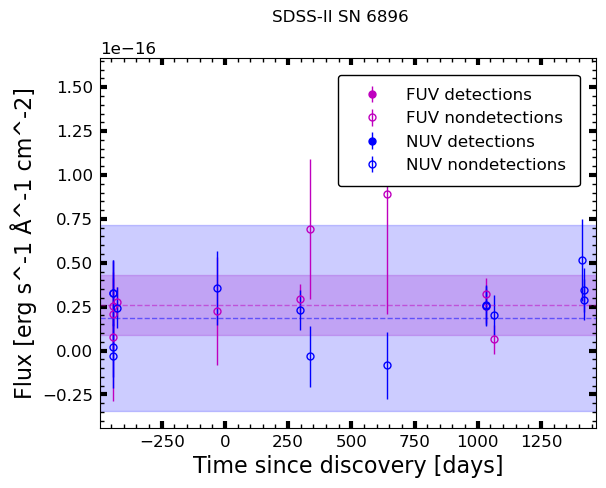 SDSS-II SN 6896
1e−16
1.50
1.25
1.00
0.75
0.50
0.25
0.00
−0.25
Flux [erg s^-1 Å^-1 cm^-2]
FUV detections
FUV nondetections
NUV detections
NUV nondetections
−250 0 250 500 750 1000 1250
Time since discovery [days]